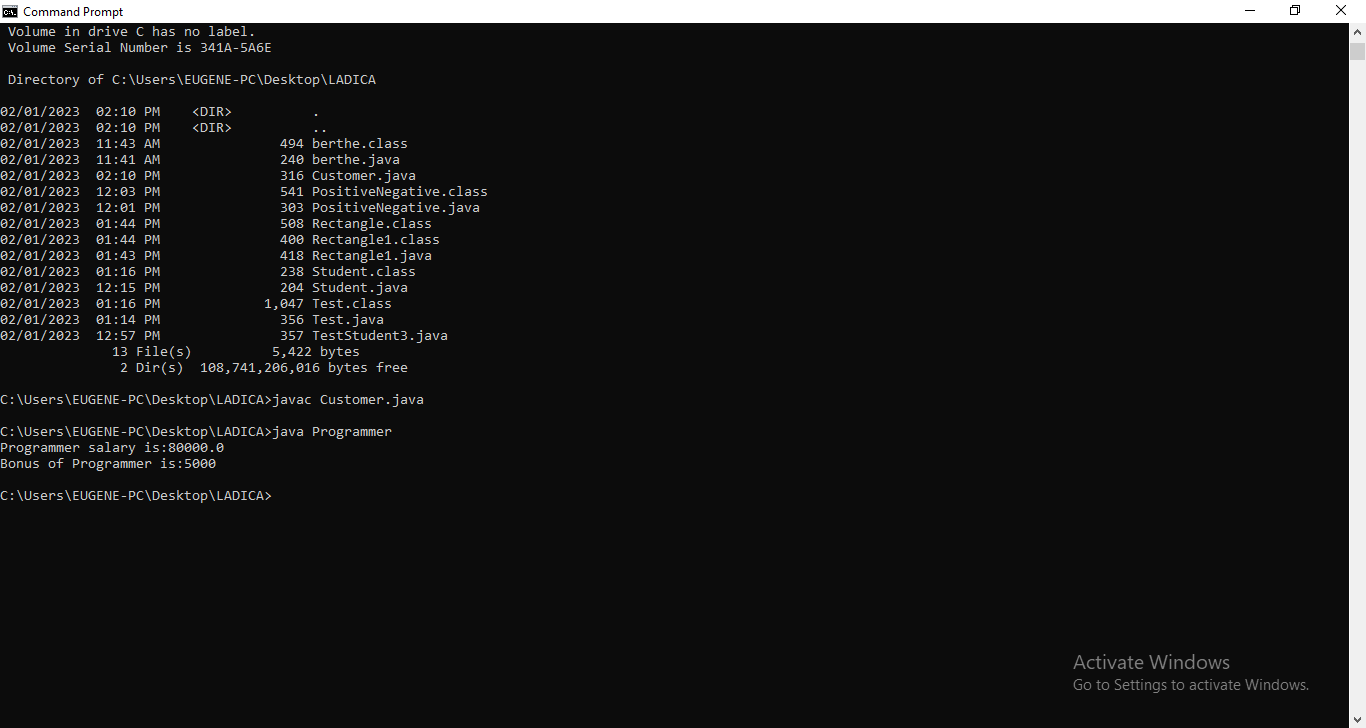 Command Prompt
Volume in drive C has no label.
Volume Serial Number is 341A-5A6E
Directory of C:\Users\EUGENE-PC\Desktop\LADICA
02/01/2023  02:10 PM    <DIR>          .
02/01/2023  02:10 PM    <DIR>          ..
02/01/2023  11:43 AM               494 berthe.class
02/01/2023  11:41 AM               240 berthe.java
02/01/2023  02:10 PM               316 Customer.java
02/01/2023  12:03 PM               541 PositiveNegative.class
02/01/2023  12:01 PM               303 PositiveNegative.java
02/01/2023  01:44 PM               508 Rectangle.class
02/01/2023  01:44 PM               400 Rectangle1.class
02/01/2023  01:43 PM               418 Rectangle1.java
02/01/2023  01:16 PM               238 Student.class
02/01/2023  12:15 PM               204 Student.java
02/01/2023  01:16 PM             1,047 Test.class
02/01/2023  01:14 PM               356 Test.java
02/01/2023  12:57 PM               357 TestStudent3.java
13 File(s)          5,422 bytes
2 Dir(s)  108,741,206,016 bytes free
C:\Users\EUGENE-PC\Desktop\LADICA>javac Customer.java
C:\Users\EUGENE-PC\Desktop\LADICA>java Programmer
Programmer salary is:80000.0
Bonus of Programmer is:5000
C:\Users\EUGENE-PC\Desktop\LADICA>
Activate Windows
Go to Settings to activate Windows.